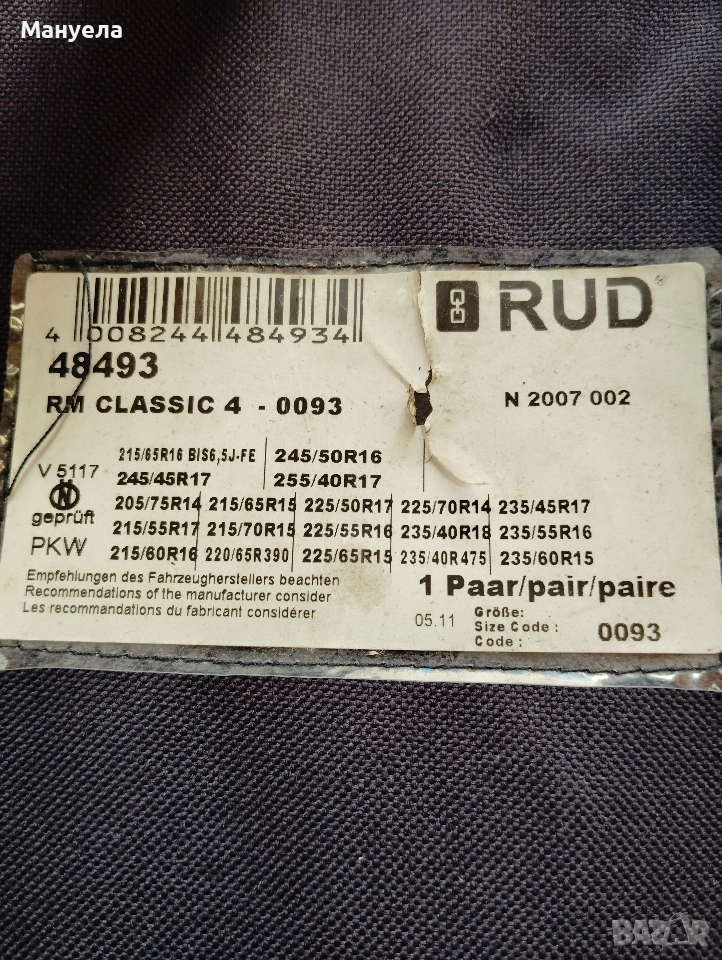 Мануела
4 008244 484934
RUD®
48493
RM CLASSIC 4 - 0093
N 2007 002
215/65R16 BIS6,5J-FE 245/50R16
V 5117
245/45R17 255/40R17
205/75R14 215/65R15 225/50R17 225/70R14 235/45R17
geprüft
215/55R17 215/70R15 225/55R16 235/40R18 235/55R16
PKW
215/60R16 220/65R390 225/65R15 235/40R475 235/60R15
Empfehlungen des Fahrzeugherstellers beachten
Recommendations of the manufacturer consider
Les recommandations du fabricant considérer
1 Paar/pair/paire
05.11
Größe:
Size Code :
Code :
0093
BAZAR